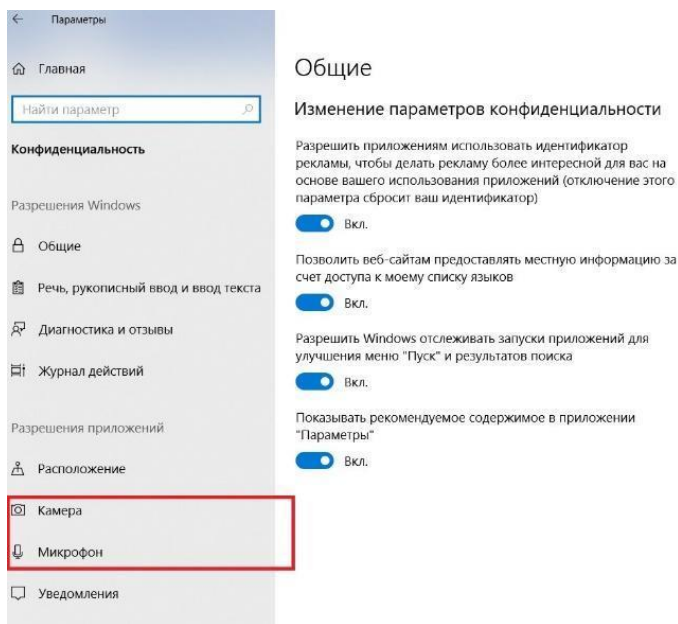 Параметры
Главная
Найти параметр
Конфиденциальность
Разрешения Windows
Общие
Речь, рукописный ввод и ввод текста
Диагностика и отзывы
Журнал действий
Разрешения приложений
Расположение
Камера
Микрофон
Уведомления
Общие
Изменение параметров конфиденциальности
Разрешить приложениям использовать идентификатор
рекламы, чтобы делать рекламу более интересной для вас на
основе вашего использования приложений (отключение этого
параметра сбросит ваш идентификатор)
Вкл.
Позволить веб-сайтам предоставлять местную информацию за
счет доступа к моему списку языков
Вкл.
Разрешить Windows отслеживать запуски приложений для
улучшения меню "Пуск" и результатов поиска
Вкл.
Показывать рекомендуемое содержимое в приложении
"Параметры"
Вкл.